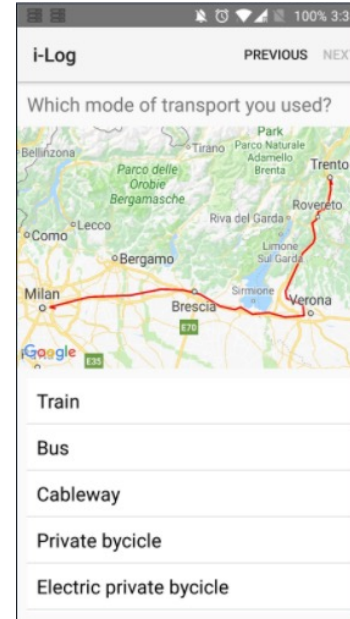 100% 3:3
i-Log PREVIOUS NEX
Which mode of transport you used?
Park
Bellinzona Tirano Parco Naturale
Adamello
Brenta
Trento
Parco delle
Orobie
Bergamasche
Rovereto
Riva del Garda
Lecco
Como
Limone
Sul Garda
Bergamo
Milan
Brescia Sirmione Verona
E70
Google E35
Train
Bus
Cableway
Private bycicle
Electric private bycicle